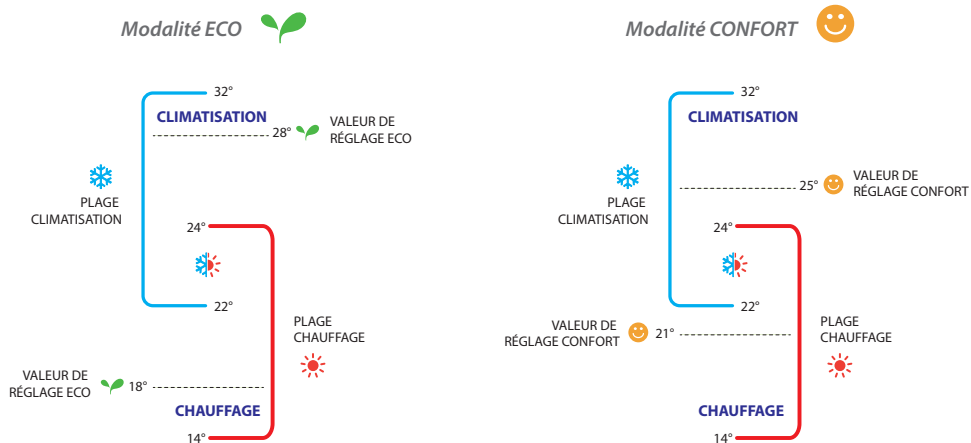 Modalité ECO
32°
CLIMATISATION
28°
VALEUR DE
RÉGLAGE ECO
PLAGE
CLIMATISATION
24°
22°
PLAGE
CHAUFFAGE
VALEUR DE
RÉGLAGE ECO
18°
CHAUFFAGE
14°
Modalité CONFORT
32°
CLIMATISATION
25°
VALEUR DE
RÉGLAGE CONFORT
PLAGE
CLIMATISATION
24°
22°
VALEUR DE
RÉGLAGE CONFORT
21°
PLAGE
CHAUFFAGE
CHAUFFAGE
14°